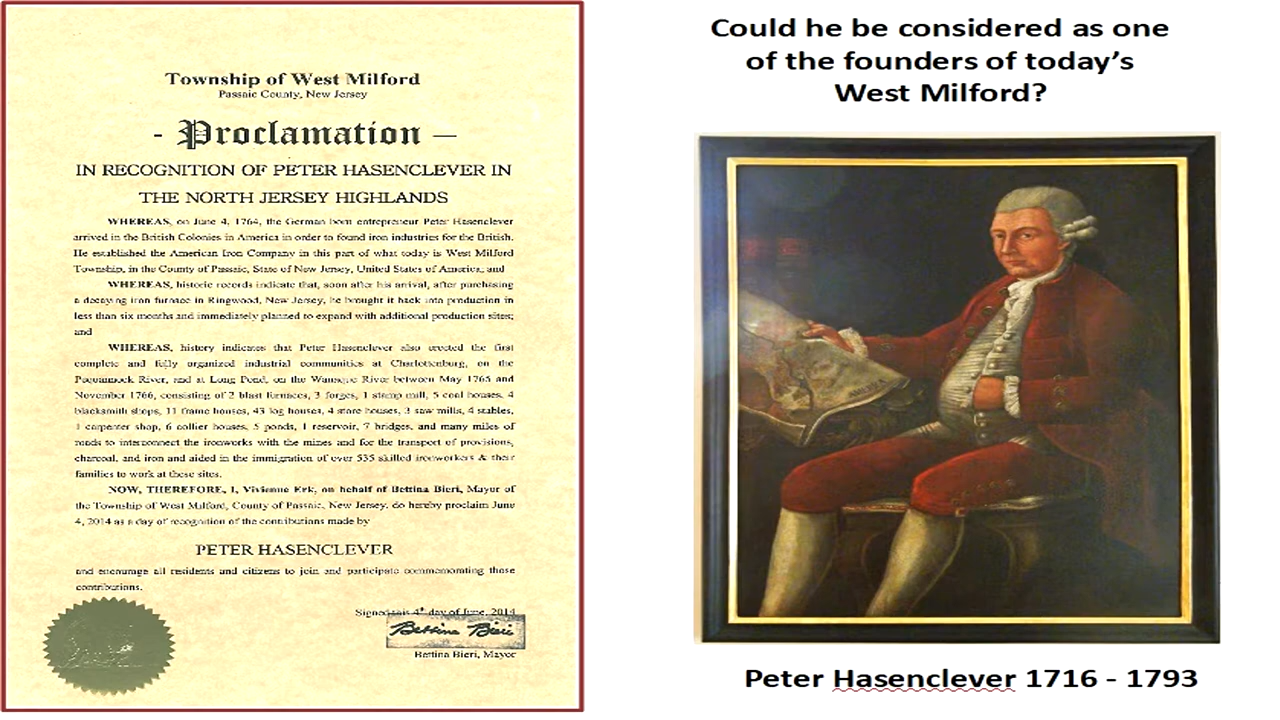 Township of West Milford
Passaic County, New Jersey
- Proclamation –
IN RECOGNITION OF PETER HASENCLEVER IN
THE NORTH JERSEY HIGHLANDS
WHEREAS, on June 4, 1764, the German born entrepreneur Peter Hasenclever
arrived in the British Colonies in America in order to found iron industries for the British.
He established the American Iron Company in this part of what today is West Milford
Township, in the County of Passaic, State of New Jersey, United States of America; and
WHEREAS, historic records indicate that, soon after his arrival, after purchasing
a decaying iron furnace in Ringwood, New Jersey, he brought it back into production in
less than six months and immediately planned to expand with additional production sites;
and
WHEREAS, history indicates that Peter Hasenclever also erected the first
complete and fully organized industrial communities at Charlottenburg, on the
Pequannock River, and at Long Pond, on the Wanaque River between May 1765 and
November 1766, consisting of 2 blast furnaces, 3 forges, 1 stamp mill, 5 coal houses, 4
blacksmith shops, 11 frame houses, 43 log houses, 4 store houses, 3 saw mills, 4 stables,
1 carpenter shop, 6 collier houses, 5 ponds, 1 reservoir, 7 bridges, and many miles of
roads to interconnect the ironworks with the mines and for the transport of provisions,
charcoal, and iron and aided in the immigration of over 535 skilled ironworkers & their
families to work at these sites.
NOW, THEREFORE, I, Vivienne Erk, on behalf of Bettina Bieri, Mayor of
the Township of West Milford, County of Passaic, New Jersey, do hereby proclaim June
4, 2014 as a day of recognition of the contributions made by
PETER HASENCLEVER
and encourage all residents and citizens to join and participate commemorating those
contributions.
Signed this 4th day of June, 2014
Bettina Bieri
Bettina Bieri, Mayor
Could he be considered as one
of the founders of today's
West Milford?
AMERICA
Peter Hasenclever 1716 - 1793